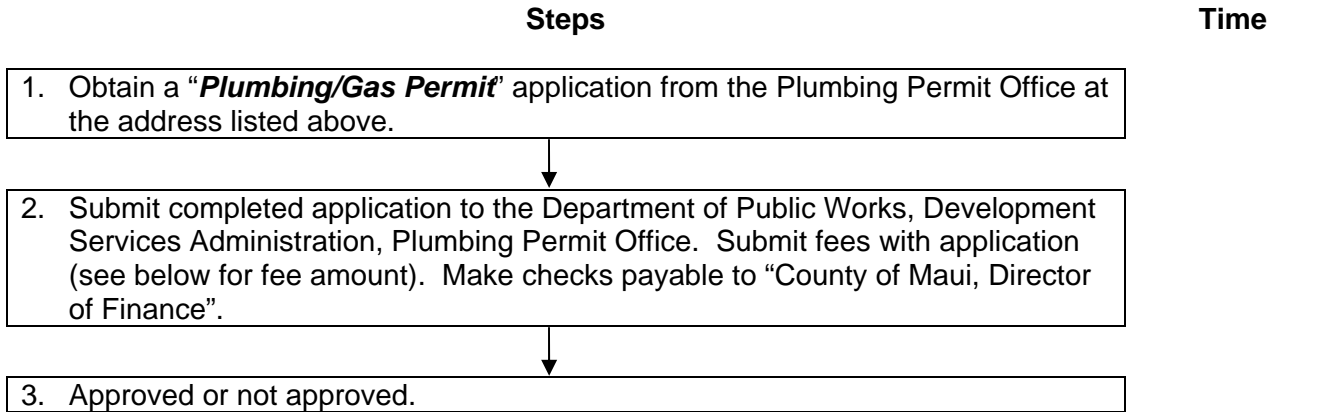 Steps Time
1. Obtain a “Plumbing/Gas Permit” application from the Plumbing Permit Office at
the address listed above.
2. Submit completed application to the Department of Public Works, Development
Services Administration, Plumbing Permit Office. Submit fees with application
(see below for fee amount). Make checks payable to “County of Maui, Director
of Finance”.
3. Approved or not approved.